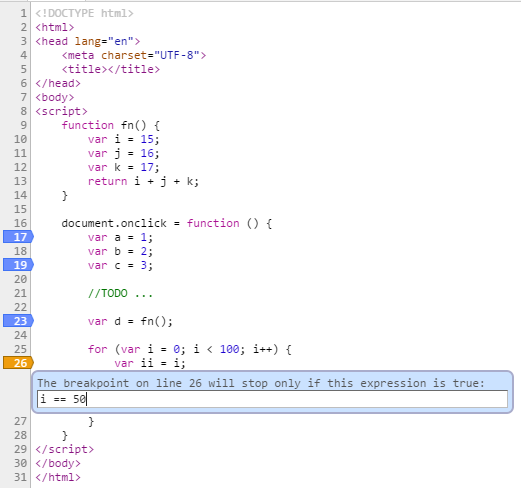 1 <!DOCTYPE html>
2 <html>
3 <head lang="en">
4     <meta charset="UTF-8">
5     <title></title>
6 </head>
7 <body>
8 <script>
9     function fn() {
10         var i = 15;
11         var j = 16;
12         var k = 17;
13         return i + j + k;
14     }
15
16     document.onclick = function () {
17         var a = 1;
18         var b = 2;
19         var c = 3;
20
21         //TODO ...
22
23         var d = fn();
24
25         for (var i = 0; i < 100; i++) {
26             var ii = i;
The breakpoint on line 26 will stop only if this expression is true:
i == 50
27         }
28     }
29 </script>
30 </body>
31 </html>